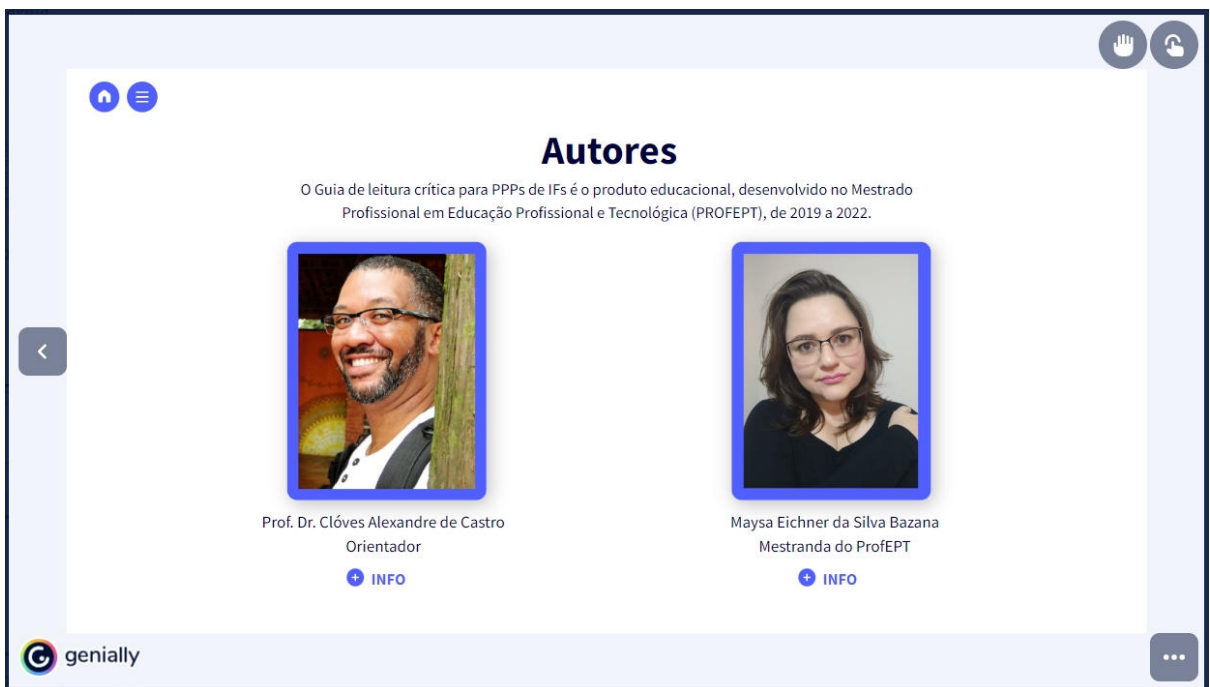 Autores
O Guia de leitura crítica para PPPs de IFs é o produto educacional, desenvolvido no Mestrado
Profissional em Educação Profissional e Tecnológica (PROFEPT), de 2019 a 2022.
Prof. Dr. Clóves Alexandre de Castro
Orientador
INFO
Maysa Eichner da Silva Bazana
Mestranda do ProfEPT
INFO
genially